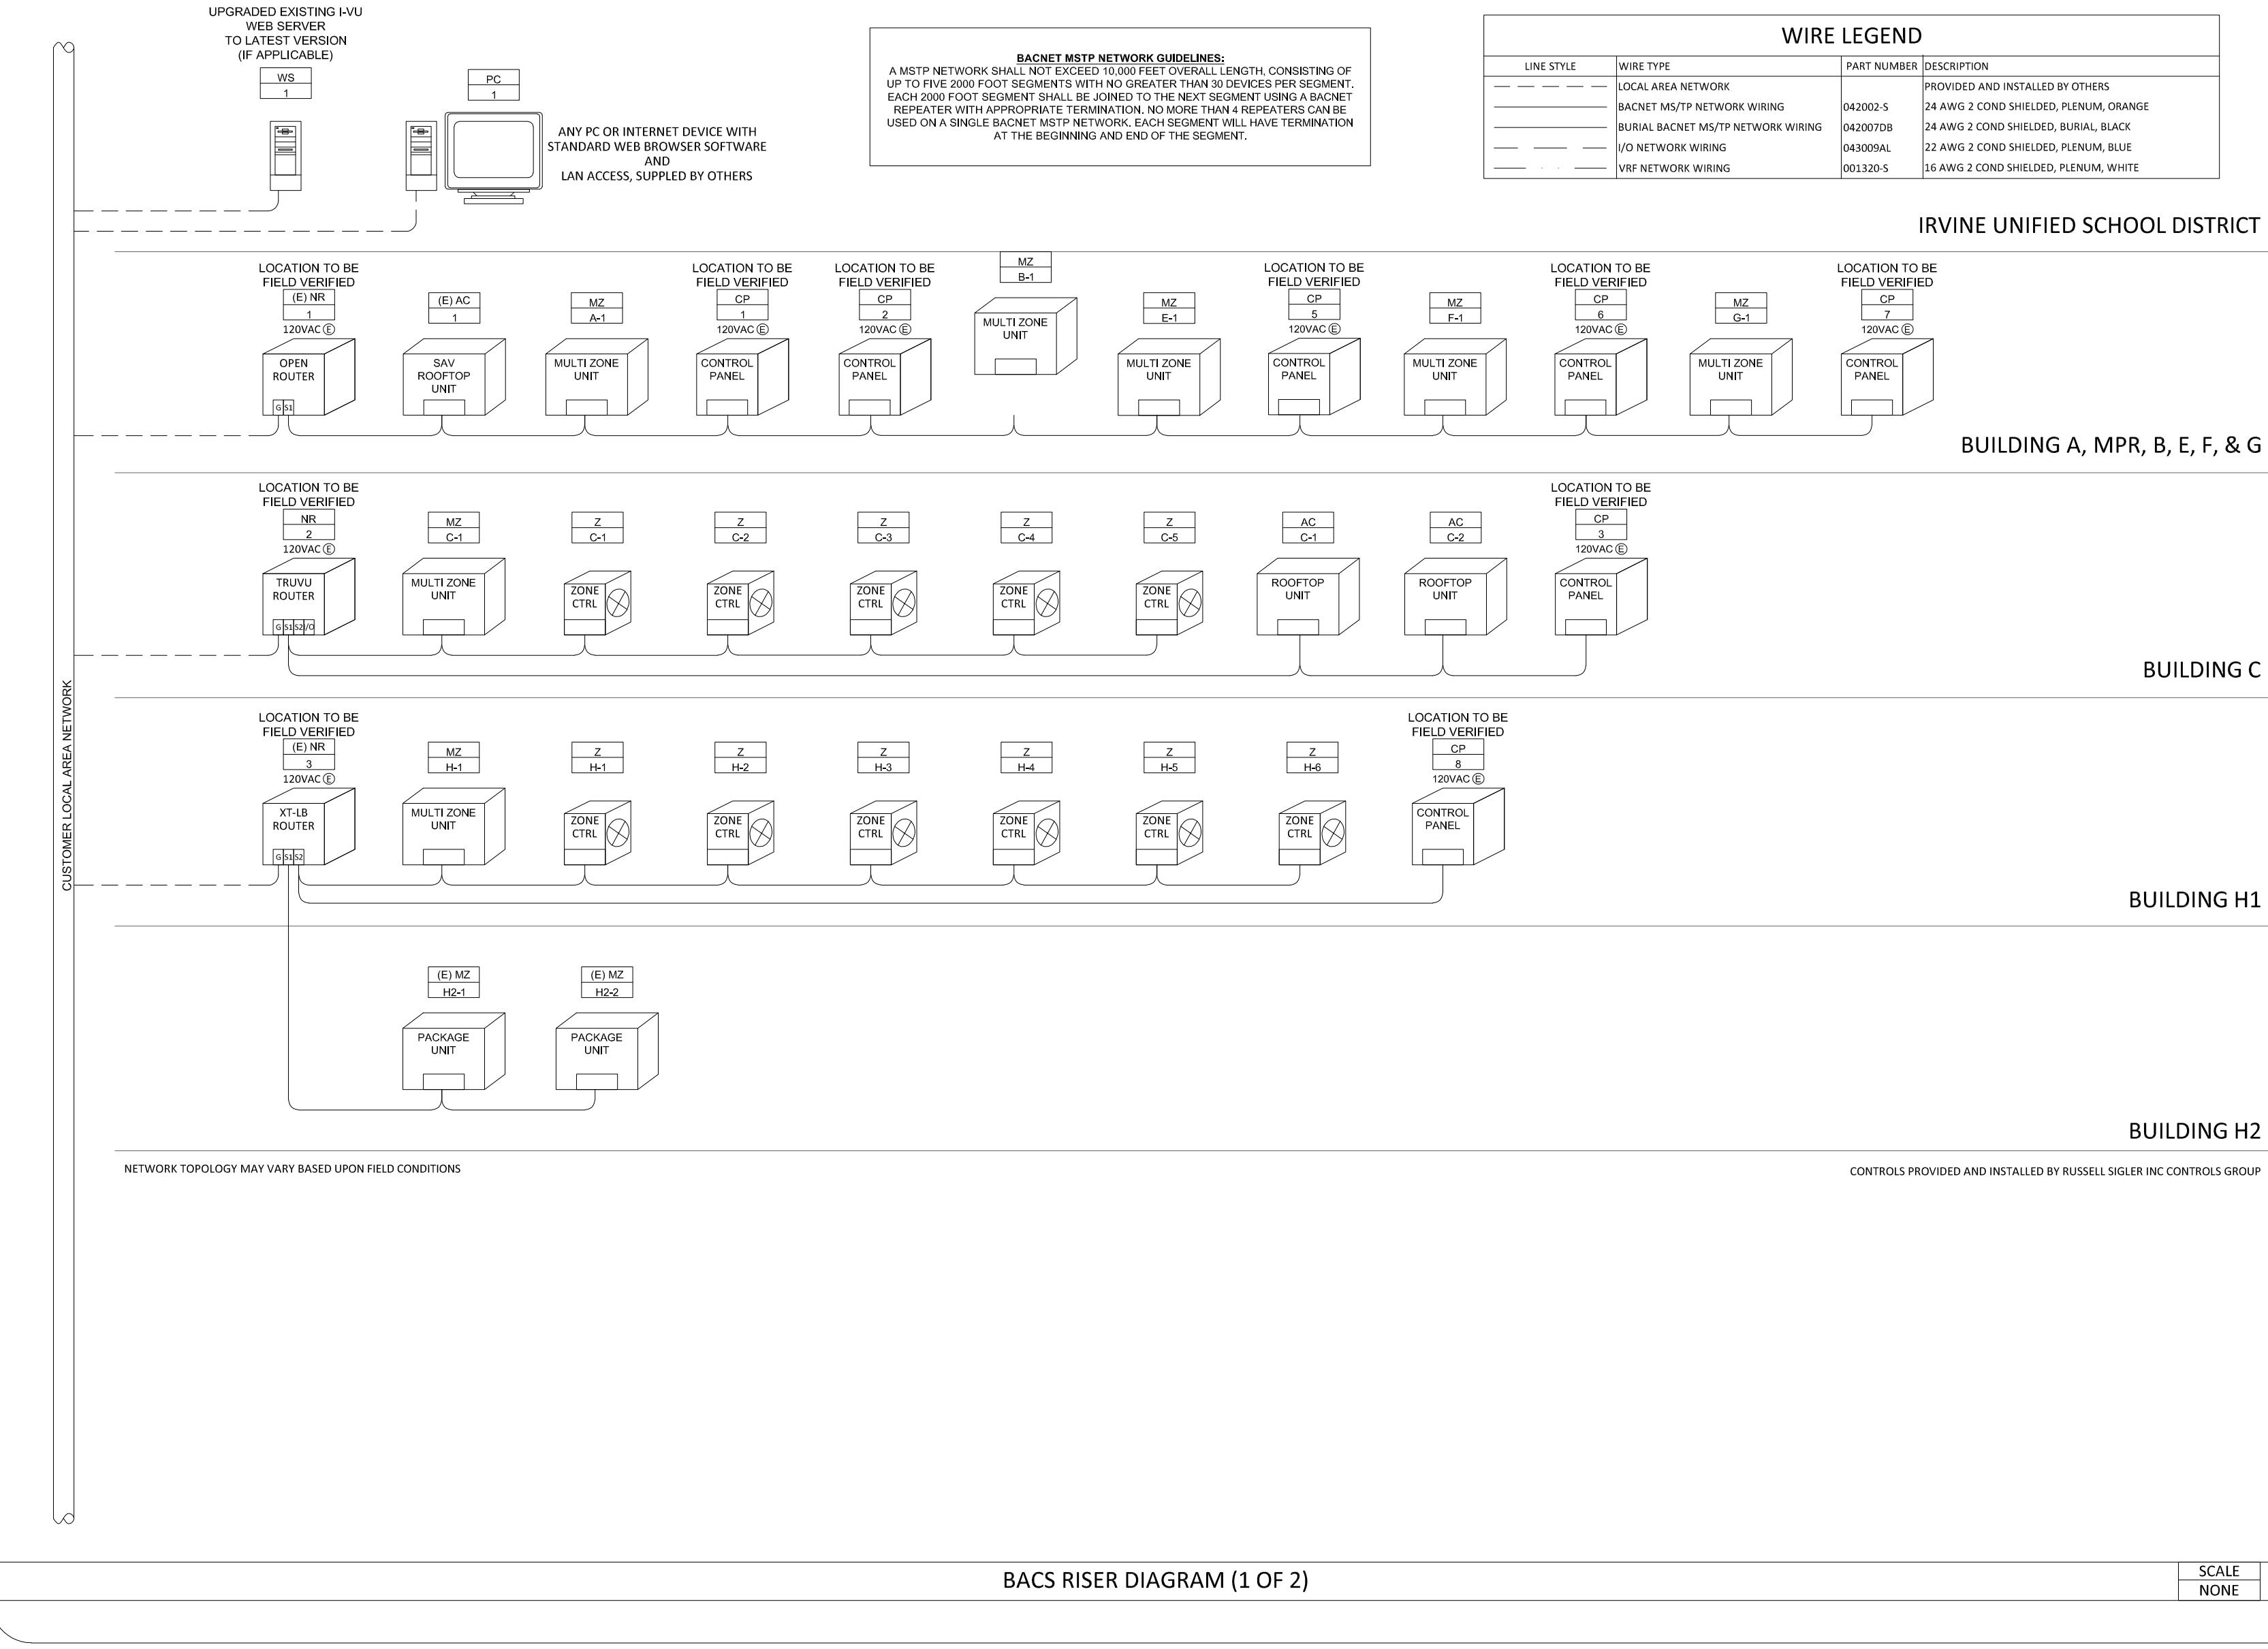 UPGRADED EXISTING I-VU
WEB SERVER
TO LATEST VERSION
(IF APPLICABLE)
WS
1
PC
1
ANY PC OR INTERNET DEVICE WITH
STANDARD WEB BROWSER SOFTWARE
AND
LAN ACCESS, SUPPLED BY OTHERS
BACNET MSTP NETWORK GUIDELINES:
A MSTP NETWORK SHALL NOT EXCEED 10,000 FEET OVERALL LENGTH, CONSISTING OF
UP TO FIVE 2000 FOOT SEGMENTS WITH NO GREATER THAN 30 DEVICES PER SEGMENT.
EACH 2000 FOOT SEGMENT SHALL BE JOINED TO THE NEXT SEGMENT USING A BACNET
REPEATER WITH APPROPRIATE TERMINATION. NO MORE THAN 4 REPEATERS CAN BE
USED ON A SINGLE BACNET MSTP NETWORK. EACH SEGMENT WILL HAVE TERMINATION
AT THE BEGINNING AND END OF THE SEGMENT.
WIRE LEGEND
LINE STYLE WIRE TYPE PART NUMBER DESCRIPTION
LOCAL AREA NETWORK PROVIDED AND INSTALLED BY OTHERS
BACNET MS/TP NETWORK WIRING 042002-S 24 AWG 2 COND SHIELDED, PLENUM, ORANGE
BURIAL BACNET MS/TP NETWORK WIRING 042007DB 24 AWG 2 COND SHIELDED, BURIAL, BLACK
I/O NETWORK WIRING 043009AL 22 AWG 2 COND SHIELDED, PLENUM, BLUE
VRF NETWORK WIRING 001320-S 16 AWG 2 COND SHIELDED, PLENUM, WHITE
IRVINE UNIFIED SCHOOL DISTRICT
CUSTOMER LOCAL AREA NETWORK
LOCATION TO BE
FIELD VERIFIED
(E) NR
1
120VAC Ⓔ
OPEN
ROUTER
G S1
(E) AC
1
SAV
ROOFTOP
UNIT
MZ
A-1
MULTI ZONE
UNIT
LOCATION TO BE
FIELD VERIFIED
CP
1
120VAC Ⓔ
CONTROL
PANEL
LOCATION TO BE
FIELD VERIFIED
CP
2
120VAC Ⓔ
CONTROL
PANEL
MZ
B-1
MULTI ZONE
UNIT
MZ
E-1
MULTI ZONE
UNIT
LOCATION TO BE
FIELD VERIFIED
CP
5
120VAC Ⓔ
CONTROL
PANEL
MZ
F-1
MULTI ZONE
UNIT
LOCATION TO BE
FIELD VERIFIED
CP
6
120VAC Ⓔ
CONTROL
PANEL
MZ
G-1
MULTI ZONE
UNIT
LOCATION TO BE
FIELD VERIFIED
CP
7
120VAC Ⓔ
CONTROL
PANEL
BUILDING A, MPR, B, E, F, & G
LOCATION TO BE
FIELD VERIFIED
NR
2
120VAC Ⓔ
TRUVU
ROUTER
G S1 S2 I/O
MZ
C-1
MULTI ZONE
UNIT
Z
C-1
ZONE
CTRL
Z
C-2
ZONE
CTRL
Z
C-3
ZONE
CTRL
Z
C-4
ZONE
CTRL
Z
C-5
ZONE
CTRL
AC
C-1
ROOFTOP
UNIT
AC
C-2
ROOFTOP
UNIT
LOCATION TO BE
FIELD VERIFIED
CP
3
120VAC Ⓔ
CONTROL
PANEL
BUILDING C
LOCATION TO BE
FIELD VERIFIED
(E) NR
3
120VAC Ⓔ
XT-LB
ROUTER
G S1 S2
MZ
H-1
MULTI ZONE
UNIT
Z
H-1
ZONE
CTRL
Z
H-2
ZONE
CTRL
Z
H-3
ZONE
CTRL
Z
H-4
ZONE
CTRL
Z
H-5
ZONE
CTRL
Z
H-6
ZONE
CTRL
LOCATION TO BE
FIELD VERIFIED
CP
8
120VAC Ⓔ
CONTROL
PANEL
BUILDING H1
(E) MZ
H2-1
PACKAGE
UNIT
(E) MZ
H2-2
PACKAGE
UNIT
BUILDING H2
NETWORK TOPOLOGY MAY VARY BASED UPON FIELD CONDITIONS
CONTROLS PROVIDED AND INSTALLED BY RUSSELL SIGLER INC CONTROLS GROUP
BACS RISER DIAGRAM (1 OF 2)
SCALE
NONE